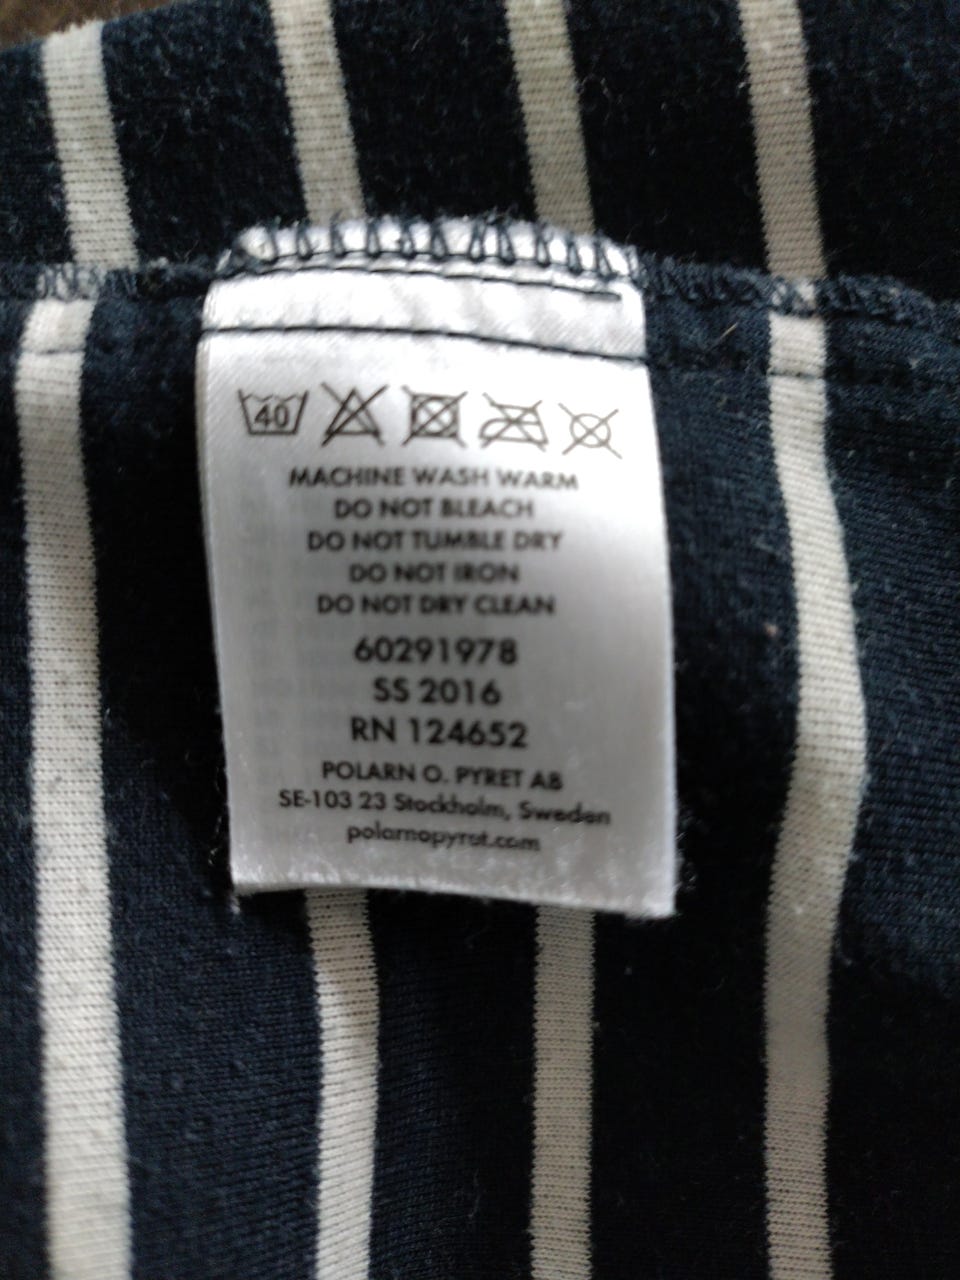 40
MACHINE WASH WARM
DO NOT BLEACH
DO NOT TUMBLE DRY
DO NOT IRON
DO NOT DRY CLEAN
60291978
SS 2016
RN 124652
POLARN O. PYRET AB
SE-103 23 Stockholm, Sweden
polarnopyret.com